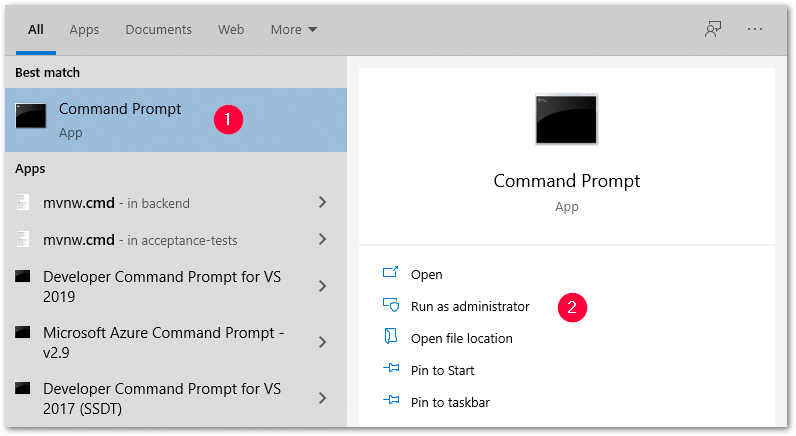 All Apps Documents Web More
Best match
Command Prompt
App
1
Apps
mvnw.cmd - in backend
mvnw.cmd - in acceptance-tests
Developer Command Prompt for VS
2019
Microsoft Azure Command Prompt -
v2.9
Developer Command Prompt for VS
2017 (SSDT)
Command Prompt
App
Open
Run as administrator 2
Open file location
Pin to Start
Pin to taskbar